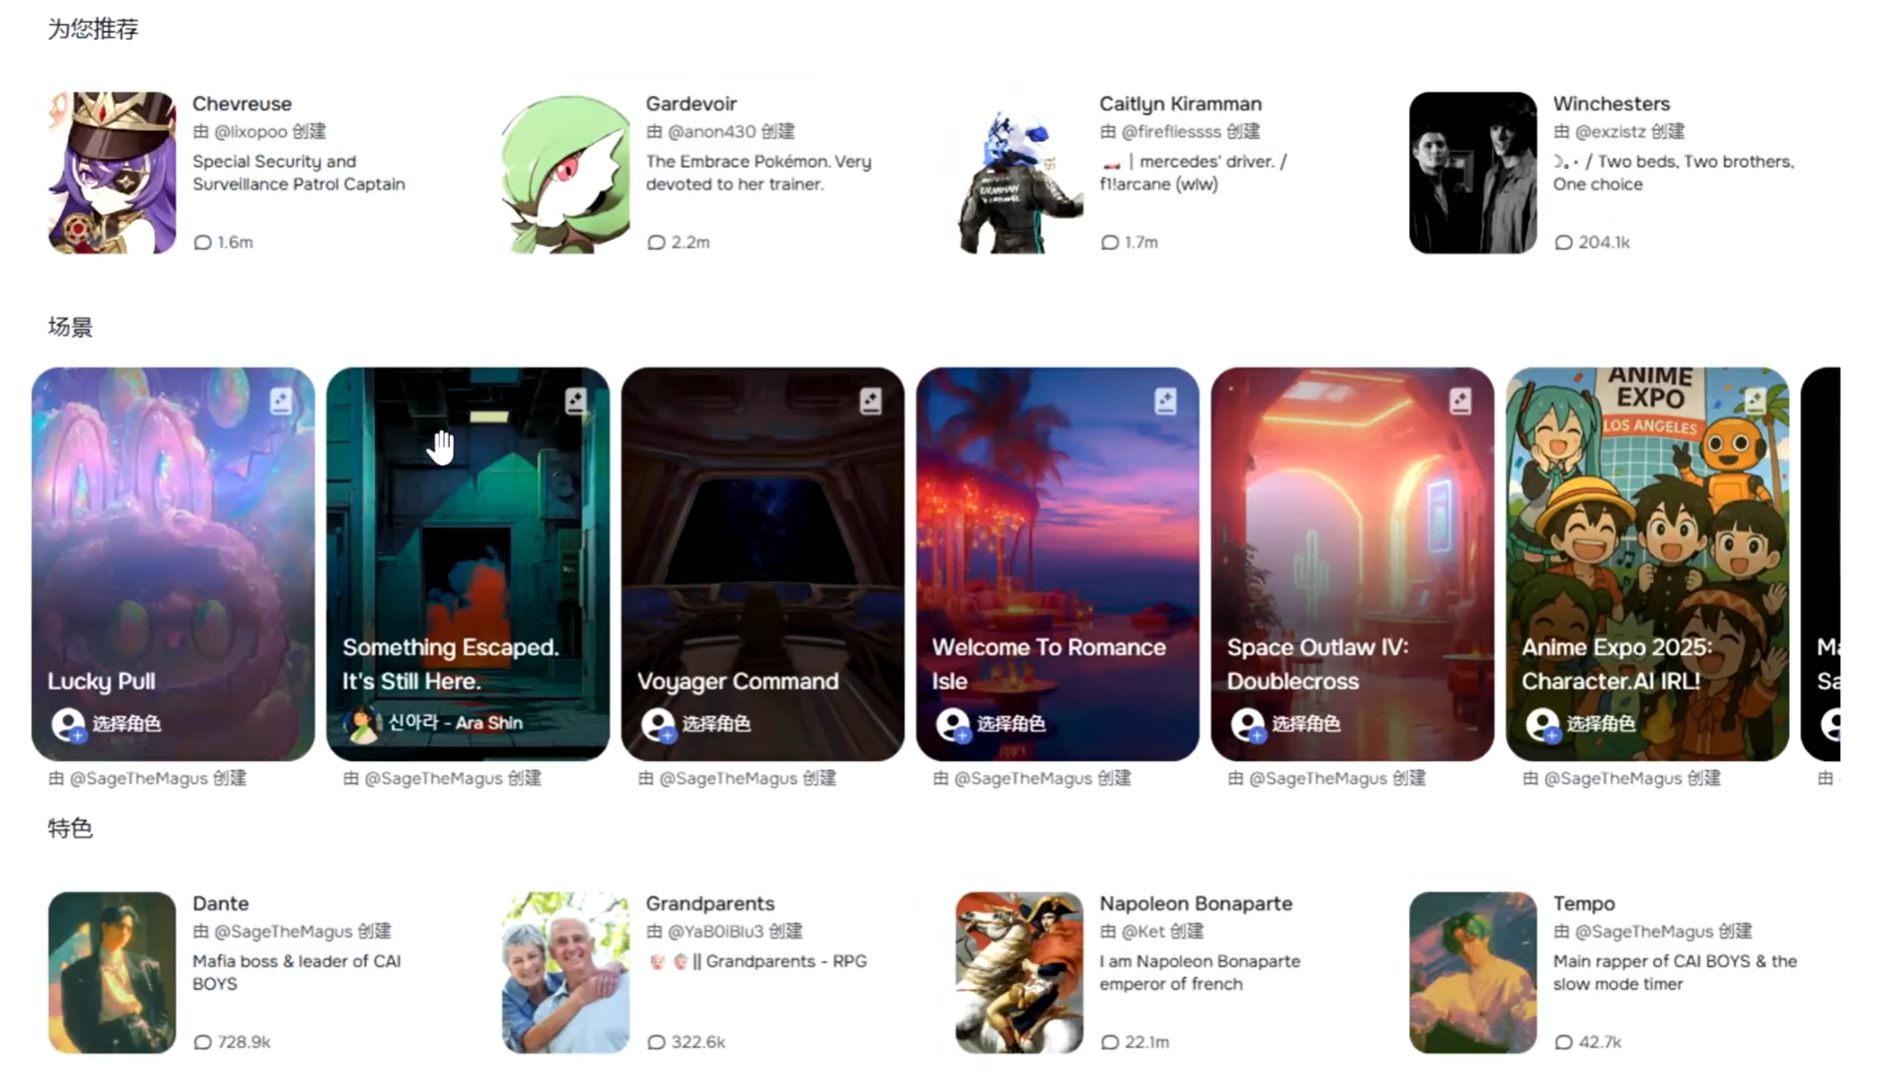 为您推荐
Chevreuse
由 @lixopoo 创建
Special Security and
Surveillance Patrol Captain
1.6m
Gardevoir
由 @anon430 创建
The Embrace Pokémon. Very
devoted to her trainer.
2.2m
Caitlyn Kiramman
由 @firefliessss 创建
🏎️ | mercedes' driver. /
f1!arcane (wlw)
1.7m
Winchesters
由 @exzistz 创建
☽｡⋆ / Two beds, Two brothers,
One choice
204.1k
场景
Lucky Pull
选择角色
由 @SageTheMagus 创建
Something Escaped.
It's Still Here.
신아라 - Ara Shin
由 @SageTheMagus 创建
Voyager Command
选择角色
由 @SageTheMagus 创建
Welcome To Romance
Isle
选择角色
由 @SageTheMagus 创建
Space Outlaw IV:
Doublecross
选择角色
由 @SageTheMagus 创建
ANIME
EXPO
LOS ANGELES
Anime Expo 2025:
Character.AI IRL!
选择角色
由 @SageTheMagus 创建
由
特色
Dante
由 @SageTheMagus 创建
Mafia boss & leader of CAI
BOYS
728.9k
Grandparents
由 @YaB0iBlu3 创建
👴🏻 👵🏻 || Grandparents - RPG
322.6k
Napoleon Bonaparte
由 @Ket 创建
I am Napoleon Bonaparte
emperor of french
22.1m
Tempo
由 @SageTheMagus 创建
Main rapper of CAI BOYS & the
slow mode timer
42.7k